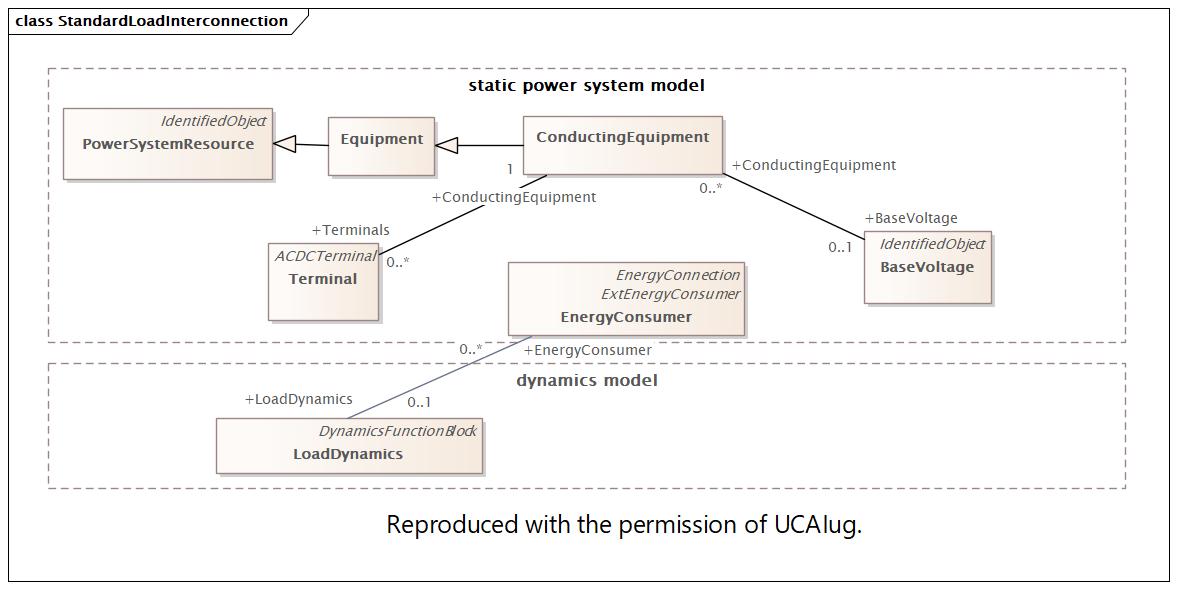 class StandardLoadInterconnection
static power system model
IdentifiedObject
PowerSystemResource
Equipment
ConductingEquipment
1
+ConductingEquipment
0..*
+ConductingEquipment
+Terminals
0..*
+BaseVoltage
0..1
ACDCTerminal
Terminal
IdentifiedObject
BaseVoltage
EnergyConnection
ExtEnergyConsumer
EnergyConsumer
0..*
+EnergyConsumer
dynamics model
+LoadDynamics
0..1
DynamicsFunctionBlock
LoadDynamics
Reproduced with the permission of UCAIug.